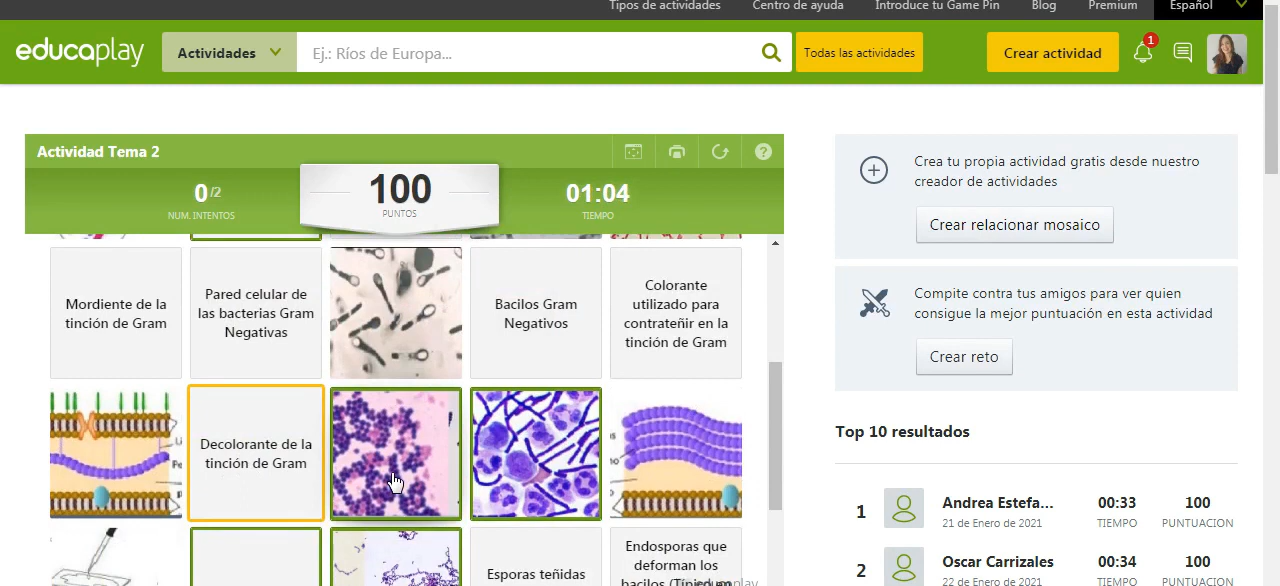 Tipos de actividades
Centro de ayuda
Introduce tu Game Pin
Blog
Premium
Español
educaplay
Actividades
Ej.: Ríos de Europa...
Todas las actividades
Crear actividad
1
Actividad Tema 2
0/2
NUM. INTENTOS
100
PUNTOS
01:04
TIEMPO
Mordiente de la
tinción de Gram
Pared celular de
las bacterias Gram
Negativas
Bacilos Gram
Negativos
Colorante
utilizado para
contrateñir en la
tinción de Gram
Decolorante de la
tinción de Gram
Esporas teñidas
Endosporas que
deforman los
bacilos (Típico en
educaplay
Crea tu propia actividad gratis desde nuestro
creador de actividades
Crear relacionar mosaico
Compite contra tus amigos para ver quien
consigue la mejor puntuación en esta actividad
Crear reto
Top 10 resultados
1
Andrea Estefa...
21 de Enero de 2021
00:33
TIEMPO
100
PUNTUACION
2
Oscar Carrizales
22 de Enero de 2021
00:34
TIEMPO
100
PUNTUACION